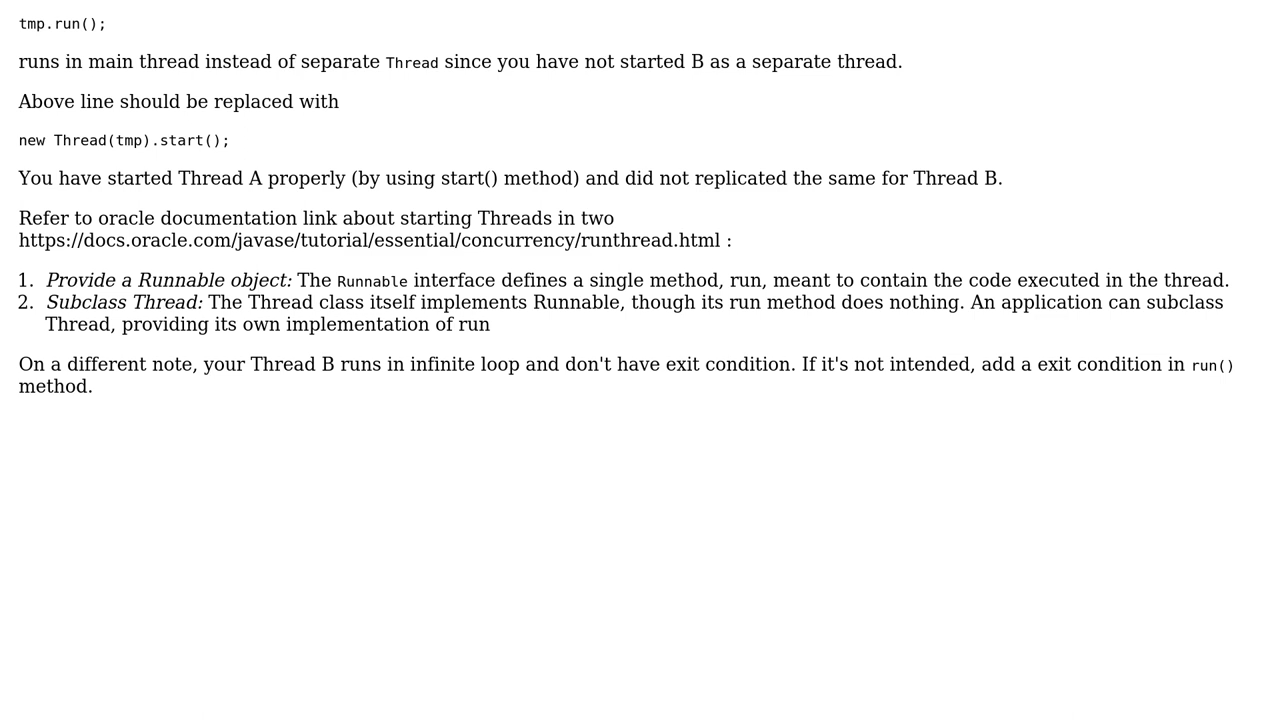 tmp.run();
runs in main thread instead of separate Thread since you have not started B as a separate thread.
Above line should be replaced with
new Thread(tmp).start();
You have started Thread A properly (by using start() method) and did not replicated the same for Thread B.
Refer to oracle documentation link about starting Threads in two
https://docs.oracle.com/javase/tutorial/essential/concurrency/runthread.html :
1. Provide a Runnable object: The Runnable interface defines a single method, run, meant to contain the code executed in the thread.
2. Subclass Thread: The Thread class itself implements Runnable, though its run method does nothing. An application can subclass
Thread, providing its own implementation of run
On a different note, your Thread B runs in infinite loop and don't have exit condition. If it's not intended, add a exit condition in run()
method.